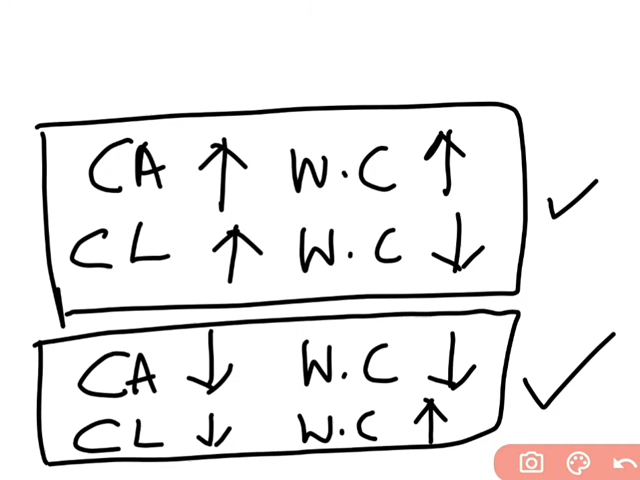 CA ↑ W.C ↑
CL ↑ W.C ↓
CA ↓ W.C ↓
CL ↓ W.C ↑